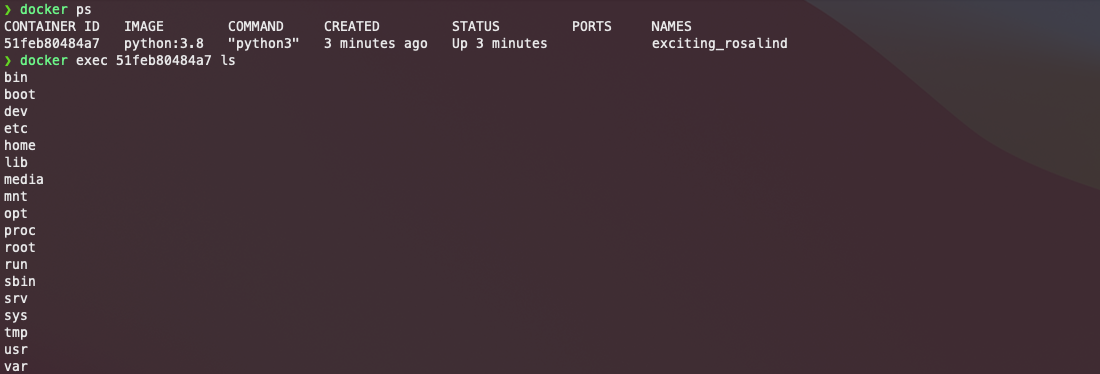 ❯ docker ps
CONTAINER ID   IMAGE        COMMAND     CREATED         STATUS         PORTS     NAMES
51feb80484a7   python:3.8   "python3"   3 minutes ago   Up 3 minutes             exciting_rosalind
❯ docker exec 51feb80484a7 ls
bin
boot
dev
etc
home
lib
media
mnt
opt
proc
root
run
sbin
srv
sys
tmp
usr
var